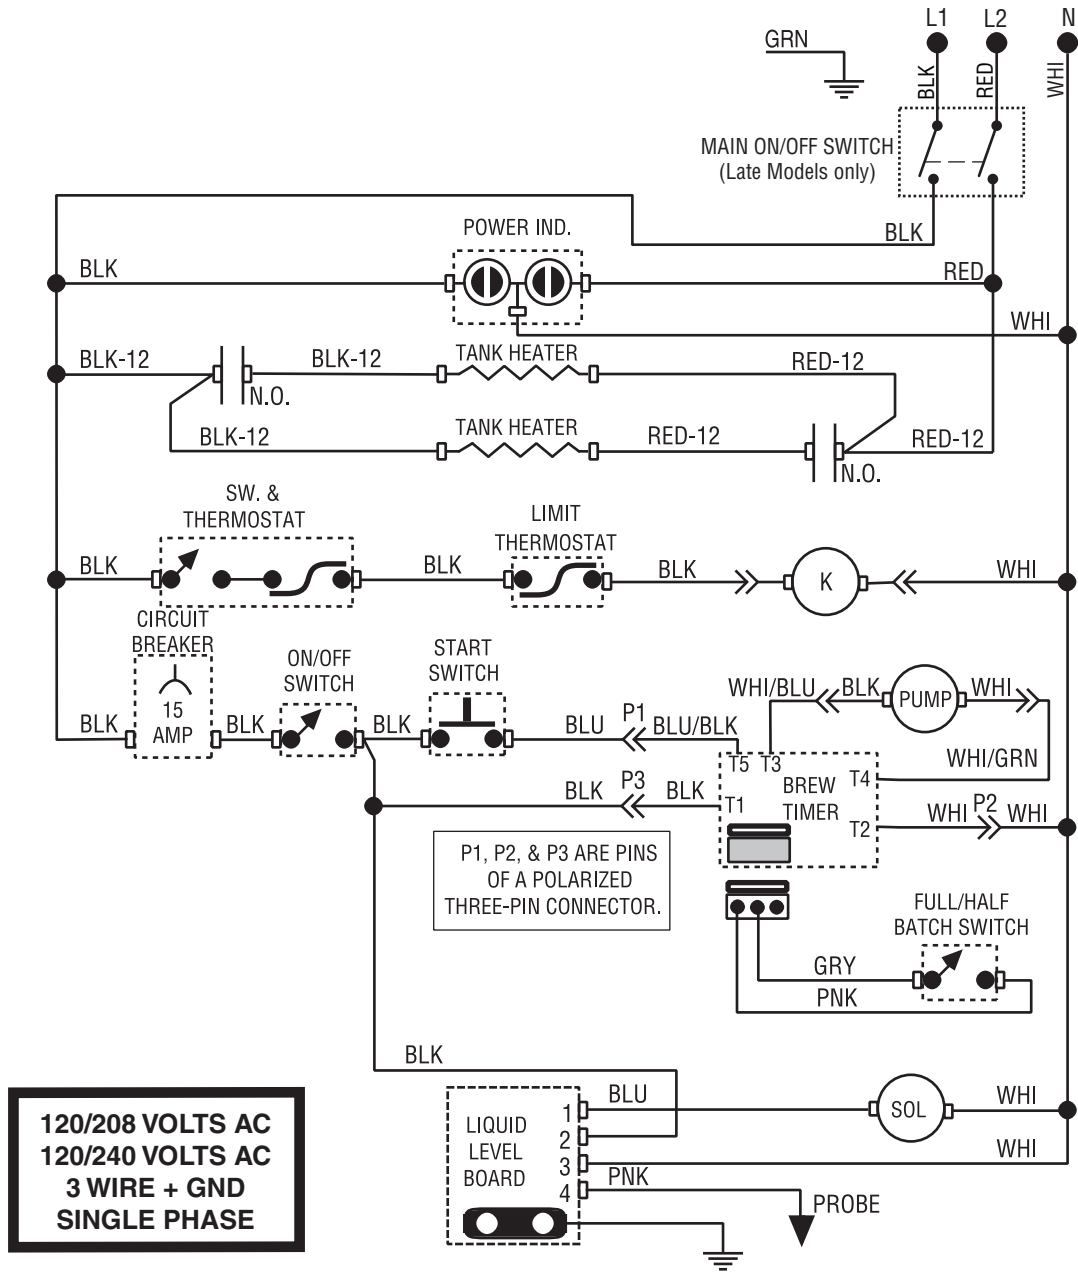 L1
L2
N
GRN
BLK
RED
WHI
MAIN ON/OFF SWITCH
(Late Models only)
BLK
POWER IND.
BLK
RED
WHI
BLK-12
N.O.
BLK-12
TANK HEATER
RED-12
BLK-12
TANK HEATER
RED-12
N.O.
RED-12
SW. &
THERMOSTAT
LIMIT
THERMOSTAT
BLK
BLK
BLK
K
WHI
CIRCUIT
BREAKER
15
AMP
ON/OFF
SWITCH
START
SWITCH
BLK
BLK
BLK
BLU
P1
BLU/BLK
WHI/BLU
BLK
PUMP
WHI
WHI/GRN
BLK
P3
BLK
T5
T3
T4
T1
T2
BREW
TIMER
WHI
P2
WHI
P1, P2, & P3 ARE PINS
OF A POLARIZED
THREE-PIN CONNECTOR.
FULL/HALF
BATCH SWITCH
GRY
PNK
BLK
LIQUID
LEVEL
BOARD
1
2
3
4
BLU
SOL
WHI
WHI
PNK
PROBE
120/208 VOLTS AC
120/240 VOLTS AC
3 WIRE + GND
SINGLE PHASE